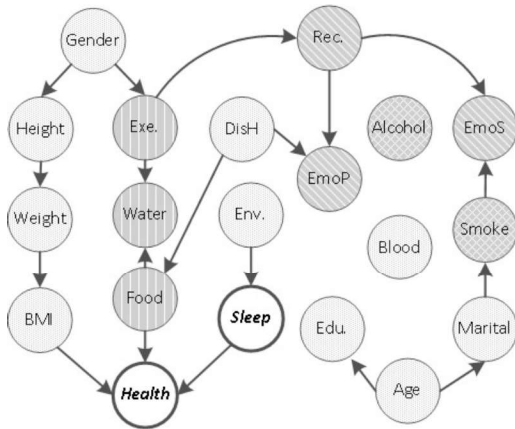 Gender
Rec.
Height
Exe.
DisH
Alcohol
EmoS
EmoP
Weight
Water
Env.
Blood
Smoke
BMI
Food
Sleep
Edu.
Marital
Health
Age